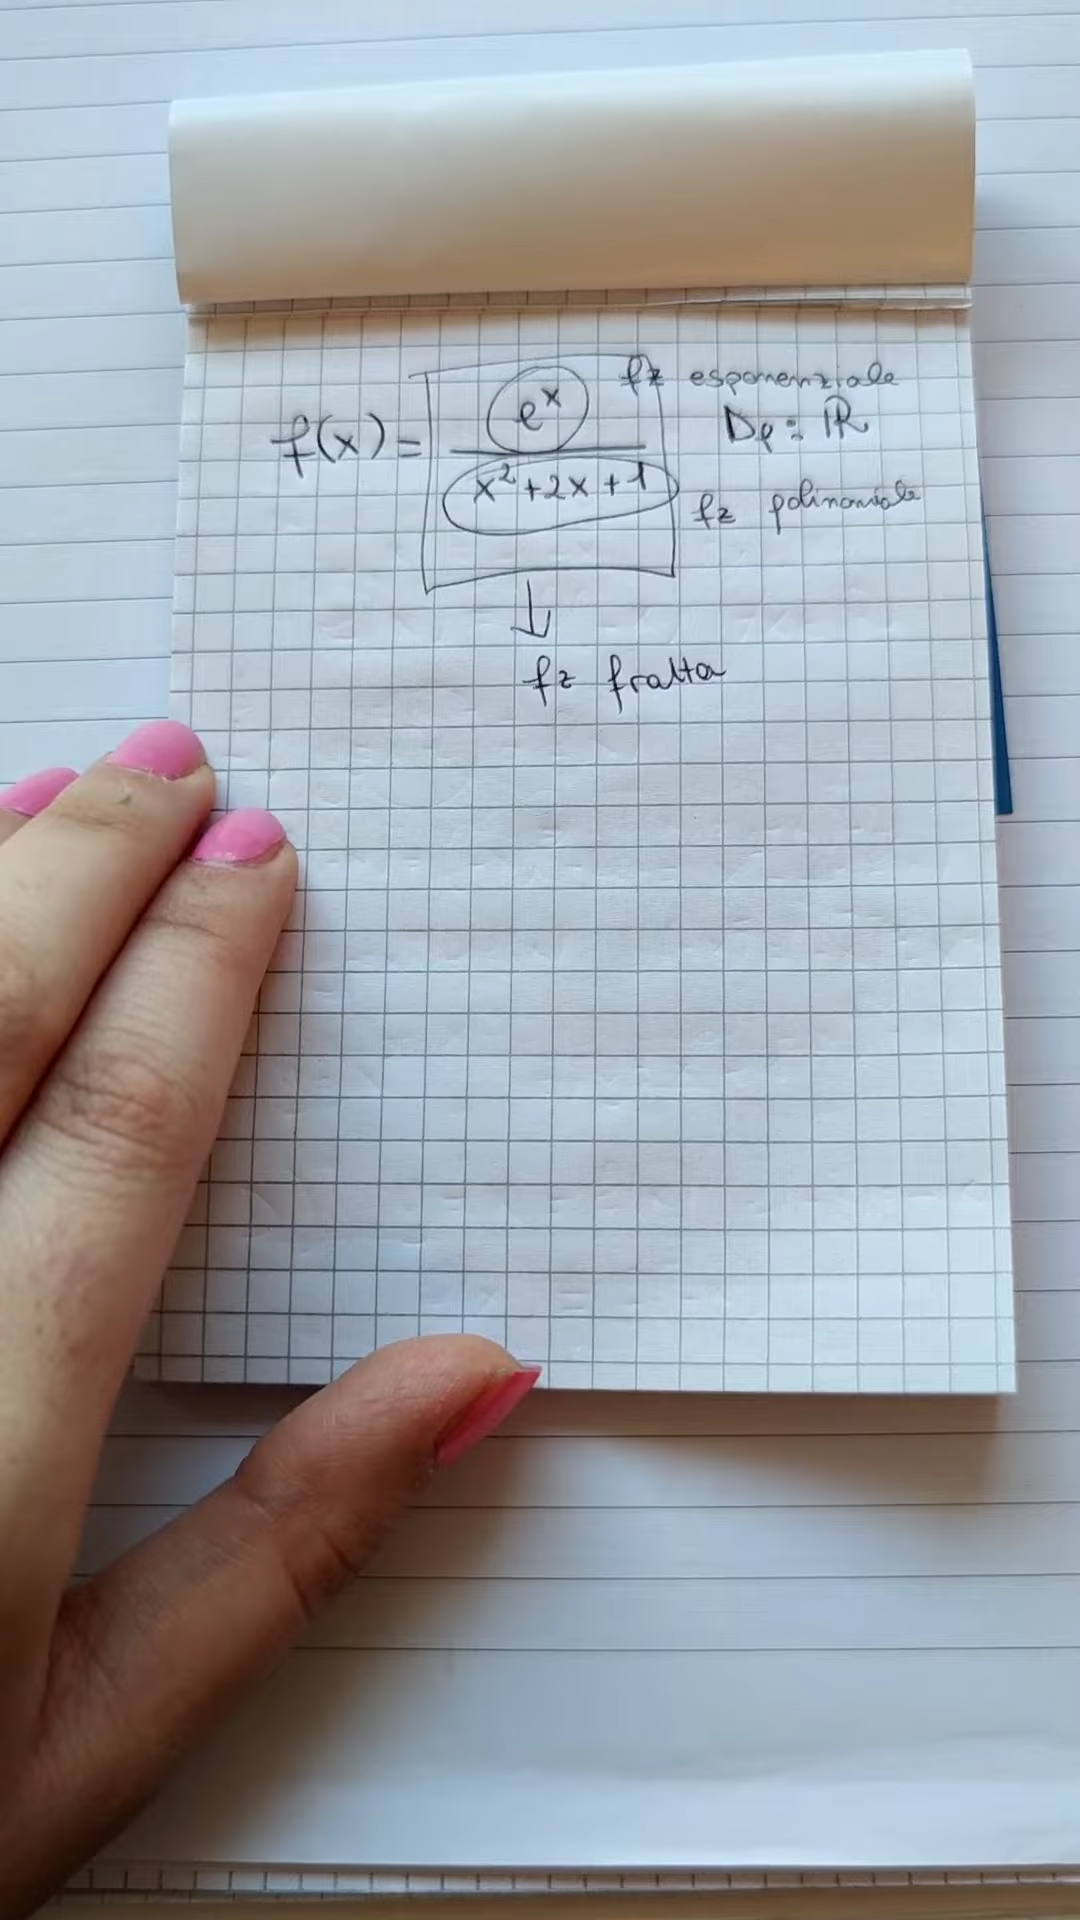 f(x) = e^x / (x² + 2x + 1)
fz esponenziale
Df: ℝ
fz polinomiale
↓
fz fratta